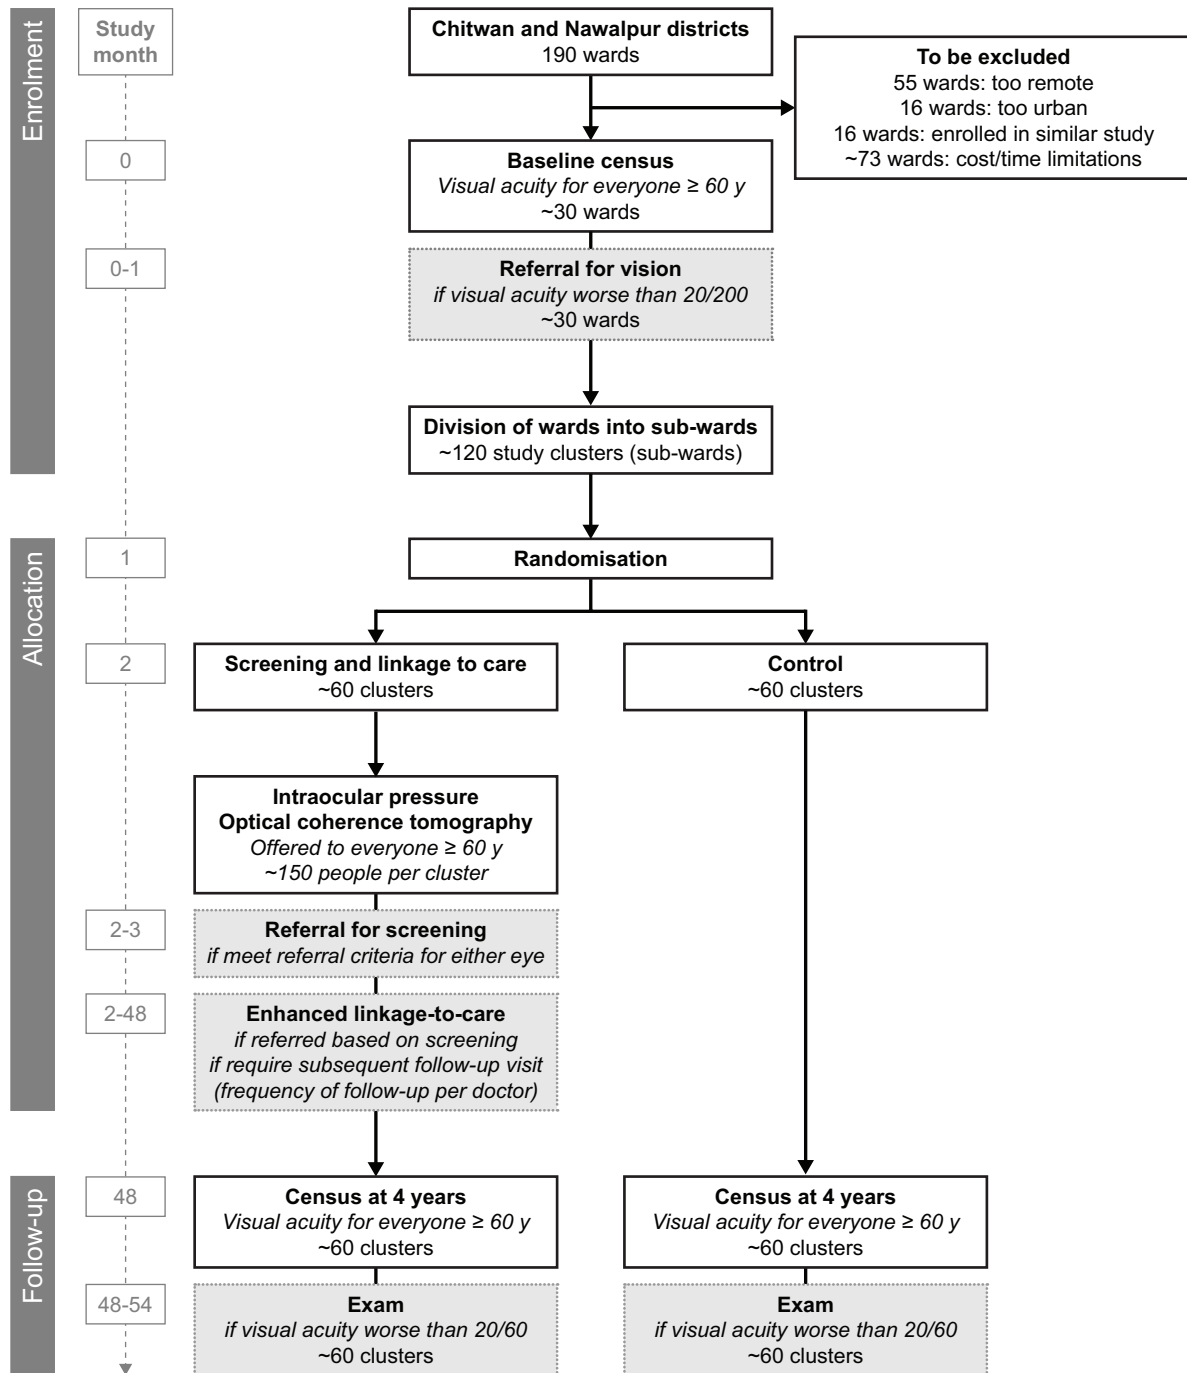 Enrolment
Study
month
Chitwan and Nawalpur districts
190 wards
To be excluded
55 wards: too remote
16 wards: too urban
16 wards: enrolled in similar study
~73 wards: cost/time limitations
0
Baseline census
Visual acuity for everyone ≥ 60 y
~30 wards
0-1
Referral for vision
if visual acuity worse than 20/200
~30 wards
Division of wards into sub-wards
~120 study clusters (sub-wards)
Allocation
1
Randomisation
2
Screening and linkage to care
~60 clusters
Control
~60 clusters
Intraocular pressure
Optical coherence tomography
Offered to everyone ≥ 60 y
~150 people per cluster
2-3
Referral for screening
if meet referral criteria for either eye
2-48
Enhanced linkage-to-care
if referred based on screening
if require subsequent follow-up visit
(frequency of follow-up per doctor)
Follow-up
48
Census at 4 years
Visual acuity for everyone ≥ 60 y
~60 clusters
Census at 4 years
Visual acuity for everyone ≥ 60 y
~60 clusters
48-54
Exam
if visual acuity worse than 20/60
~60 clusters
Exam
if visual acuity worse than 20/60
~60 clusters